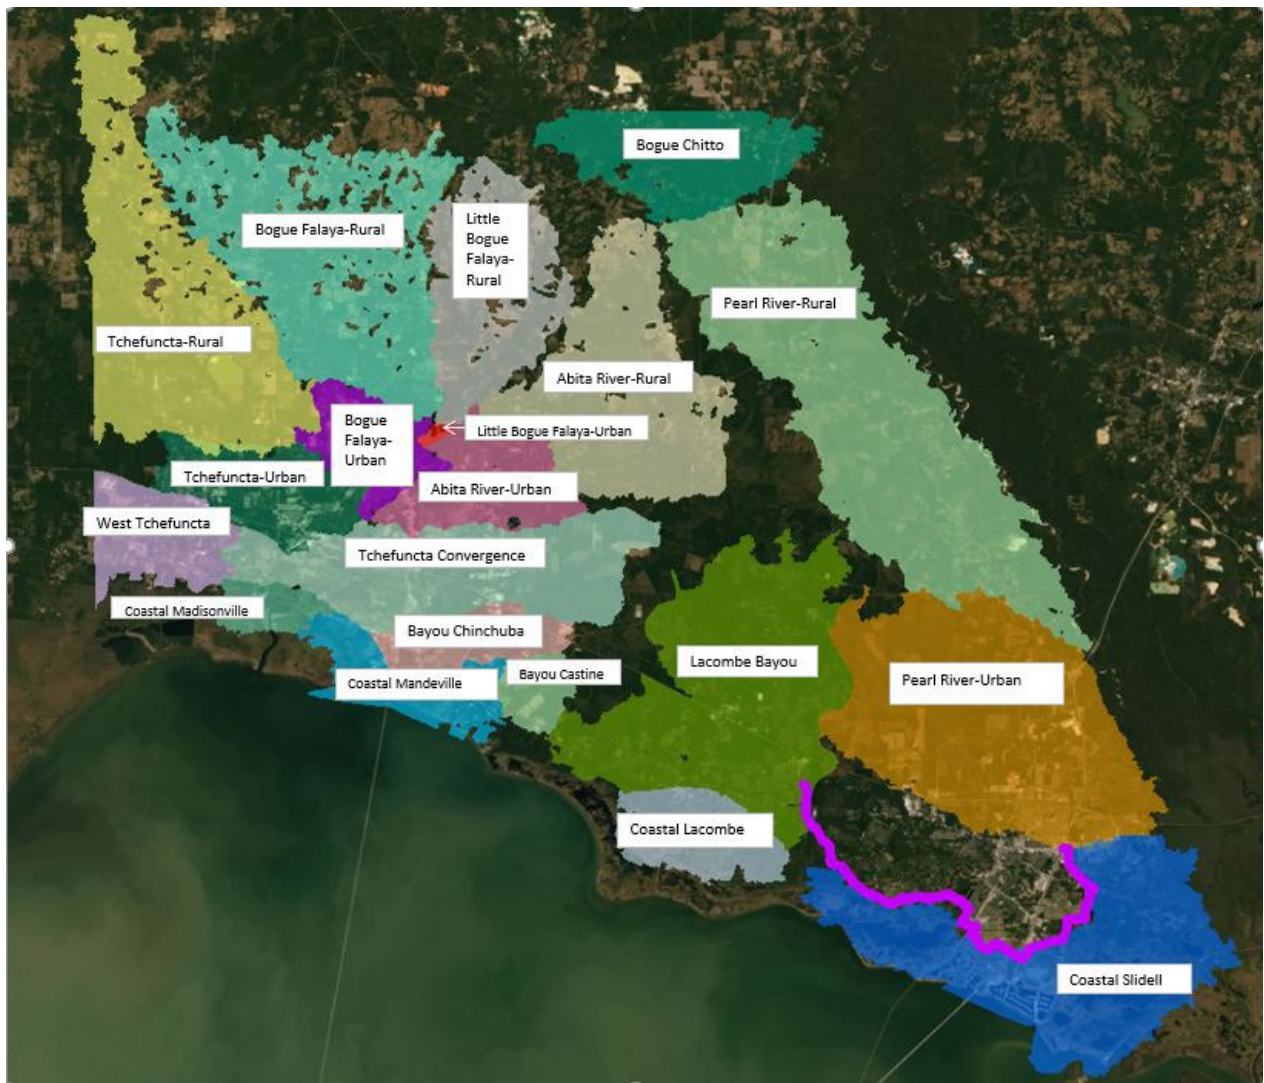 Bogue Chitto
Bogue Falaya-Rural
Little
Bogue
Falaya-
Rural
Pearl River-Rural
Tchefuncta-Rural
Abita River-Rural
Bogue
Falaya-
Urban
Little Bogue Falaya-Urban
Tchefuncta-Urban
Abita River-Urban
West Tchefuncta
Tchefuncta Convergence
Coastal Madisonville
Bayou Chinchuba
Lacombe Bayou
Bayou Castine
Coastal Mandeville
Pearl River-Urban
Coastal Lacombe
Coastal Slidell